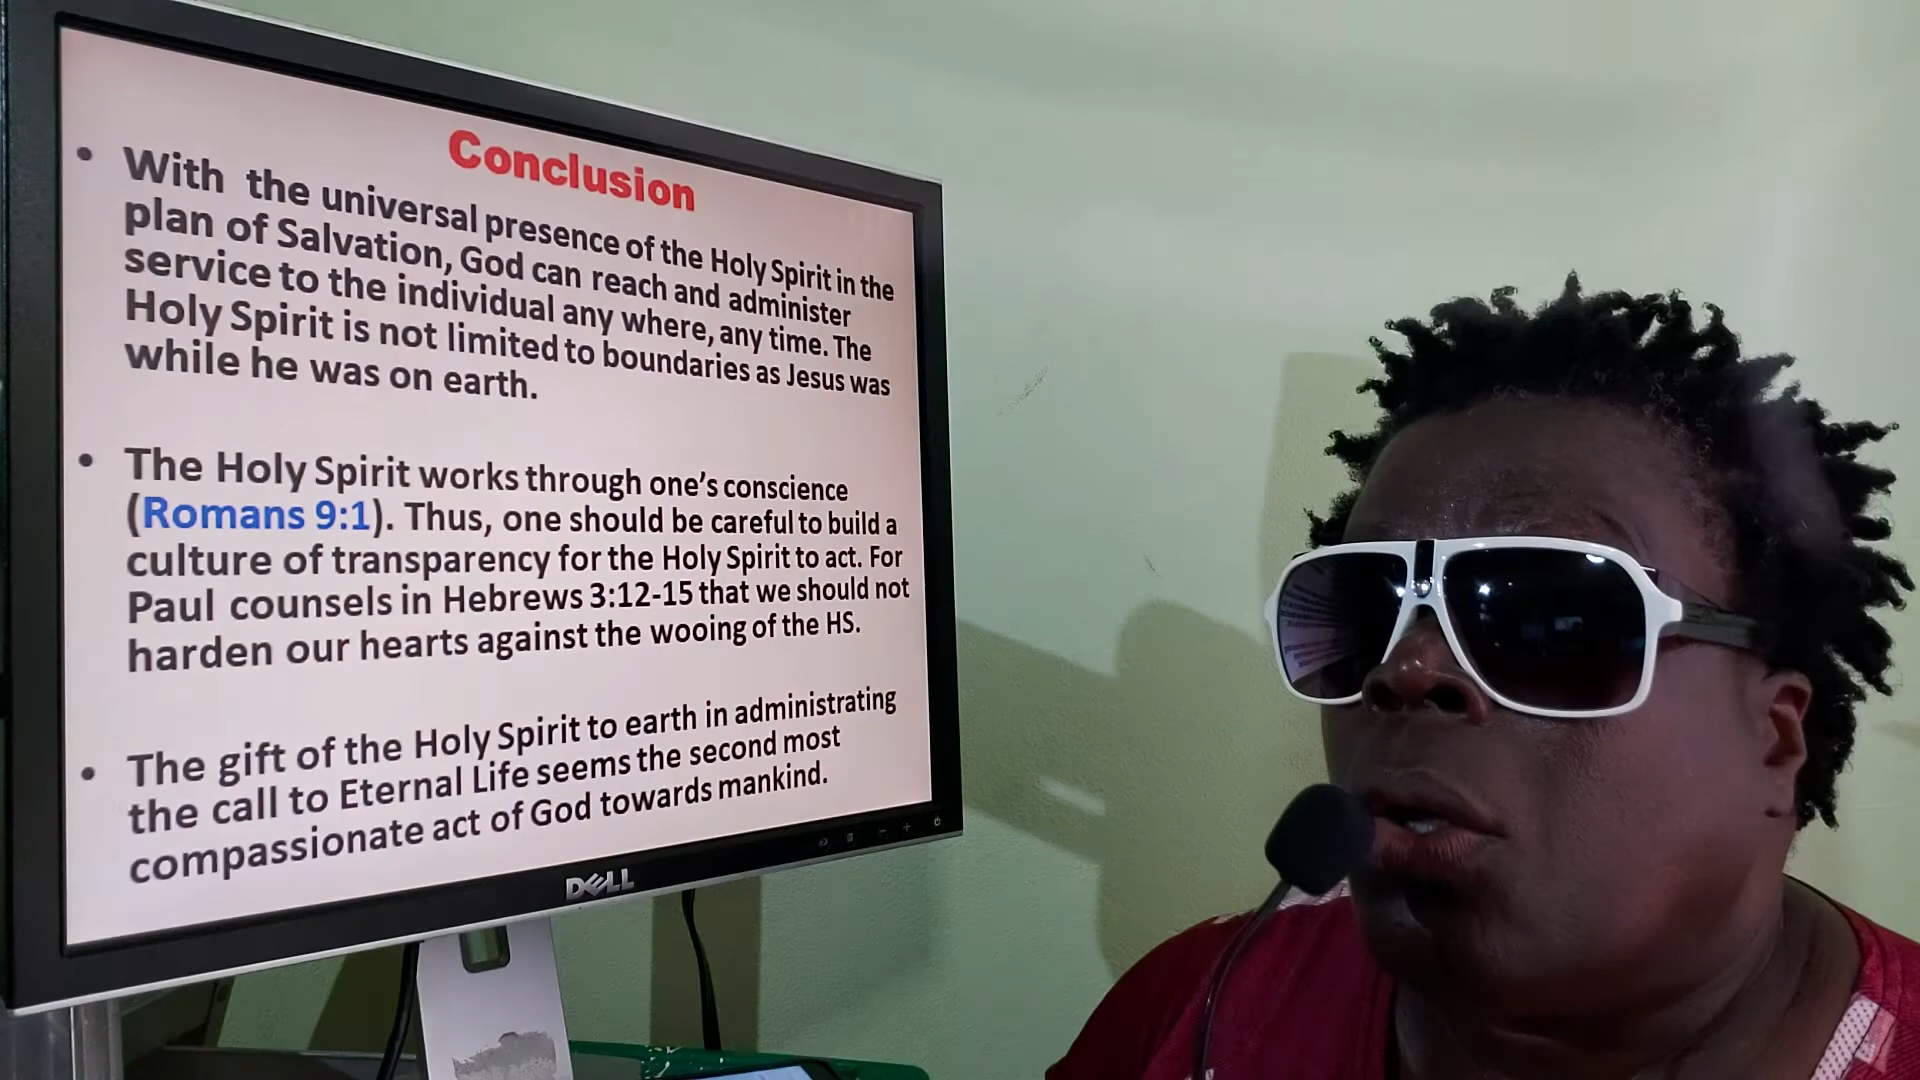 Conclusion
• With the universal presence of the Holy Spirit in the
plan of Salvation, God can reach and administer
service to the individual any where, any time. The
Holy Spirit is not limited to boundaries as Jesus was
while he was on earth.
• The Holy Spirit works through one’s conscience
(Romans 9:1). Thus, one should be careful to build a
culture of transparency for the Holy Spirit to act. For
Paul counsels in Hebrews 3:12-15 that we should not
harden our hearts against the wooing of the HS.
• The gift of the Holy Spirit to earth in administrating
the call to Eternal Life seems the second most
compassionate act of God towards mankind.
DELL